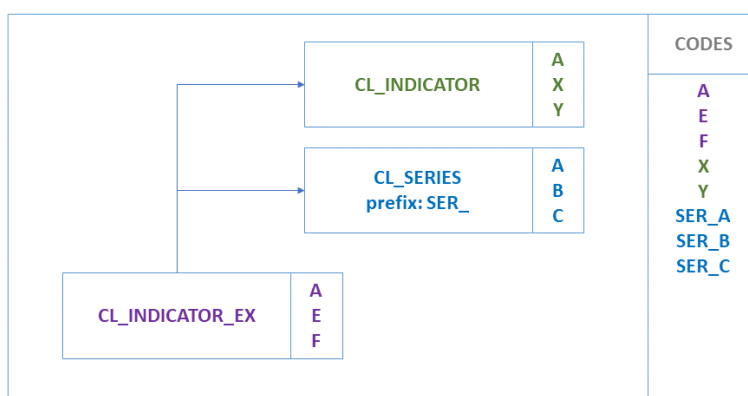 CL_INDICATOR
A
X
Y
CL_SERIES
prefix: SER_
A
B
C
CL_INDICATOR_EX
A
E
F
CODES
A
E
F
X
Y
SER_A
SER_B
SER_C